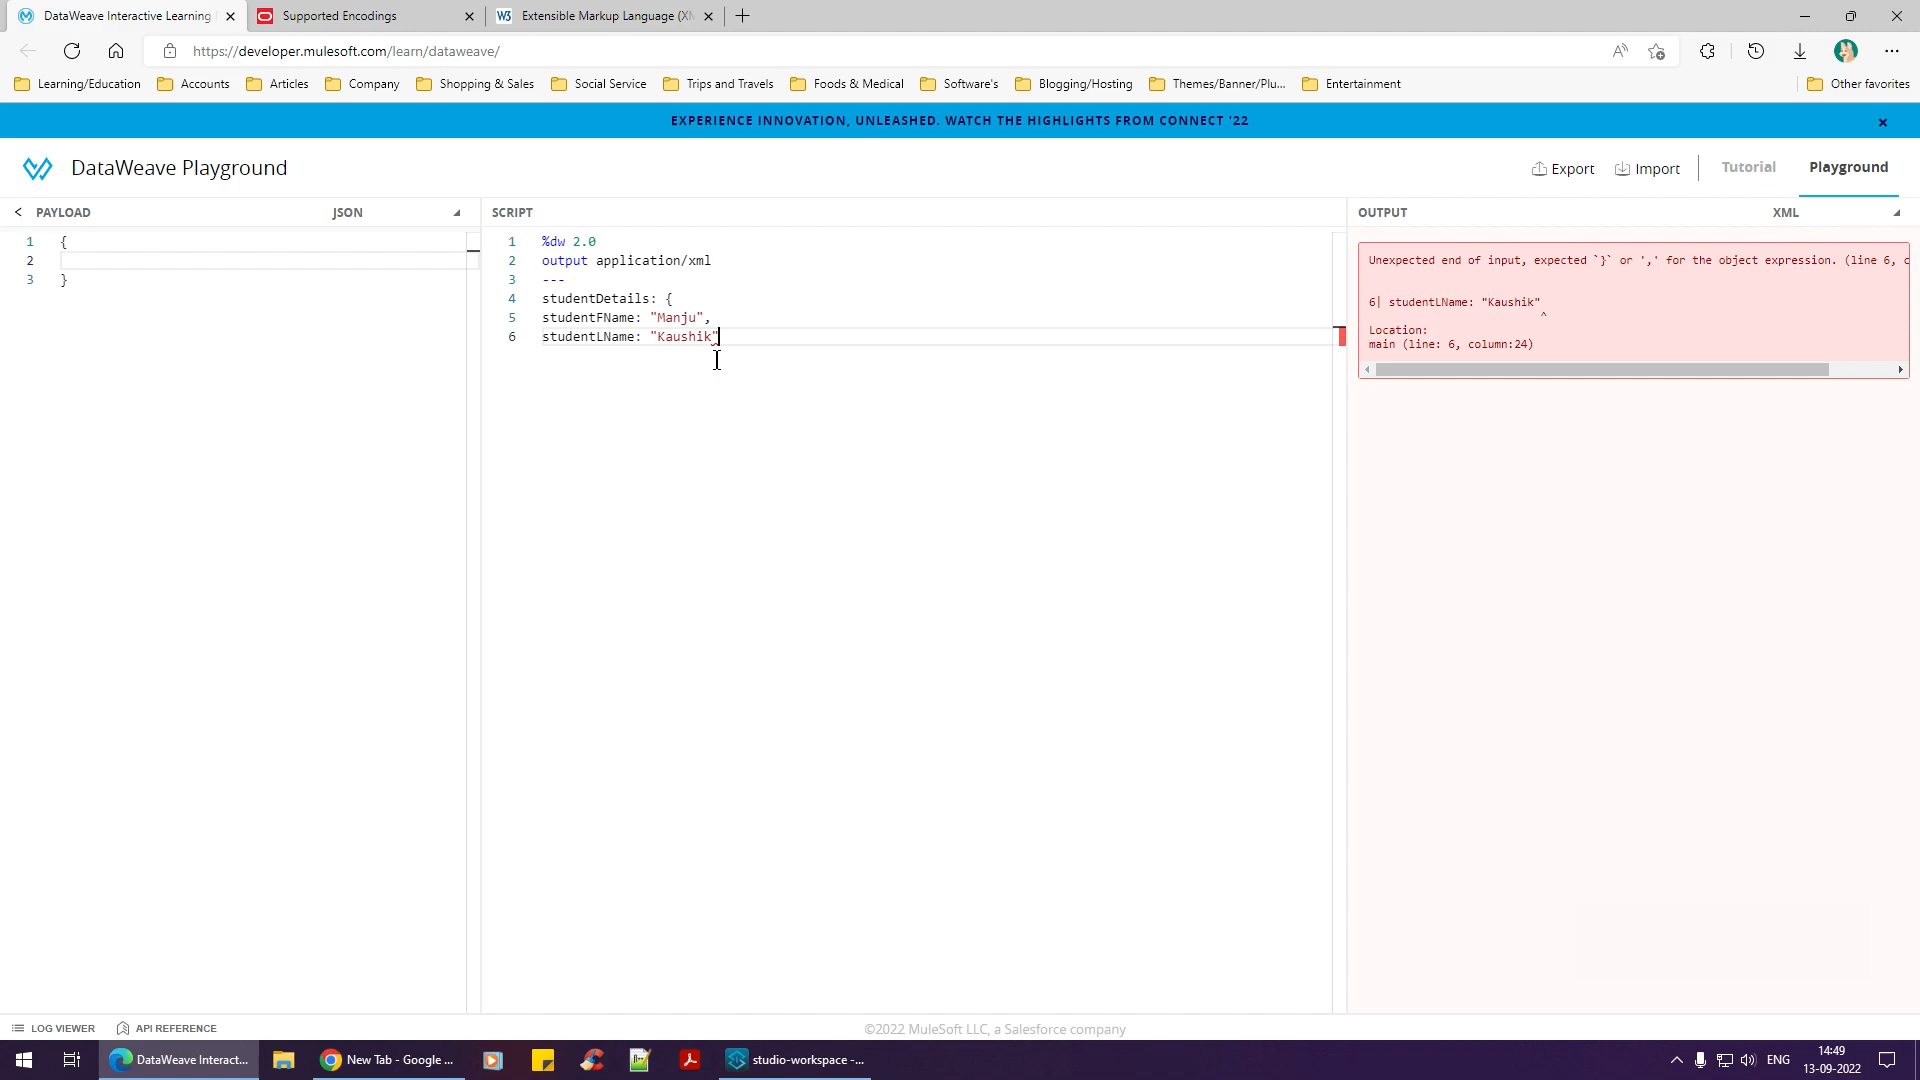 DataWeave Interactive Learning
Supported Encodings
W3 Extensible Markup Language (XM
https://developer.mulesoft.com/learn/dataweave/
Learning/Education Accounts Articles Company Shopping & Sales Social Service Trips and Travels Foods & Medical Software's Blogging/Hosting Themes/Banner/Plu... Entertainment Other favorites
EXPERIENCE INNOVATION, UNLEASHED. WATCH THE HIGHLIGHTS FROM CONNECT '22
DataWeave Playground
Export Import Tutorial Playground
PAYLOAD JSON
1 {
2
3 }
SCRIPT
1 %dw 2.0
2 output application/xml
3 ---
4 studentDetails: {
5 studentFName: "Manju",
6 studentLName: "Kaushik"
OUTPUT XML
Unexpected end of input, expected `}` or ',' for the object expression. (line 6, c
6| studentLName: "Kaushik"
^
Location:
main (line: 6, column:24)
LOG VIEWER API REFERENCE
©2022 MuleSoft LLC, a Salesforce company
DataWeave Interact...
New Tab - Google ...
studio-workspace -...
ENG
14:49
13-09-2022